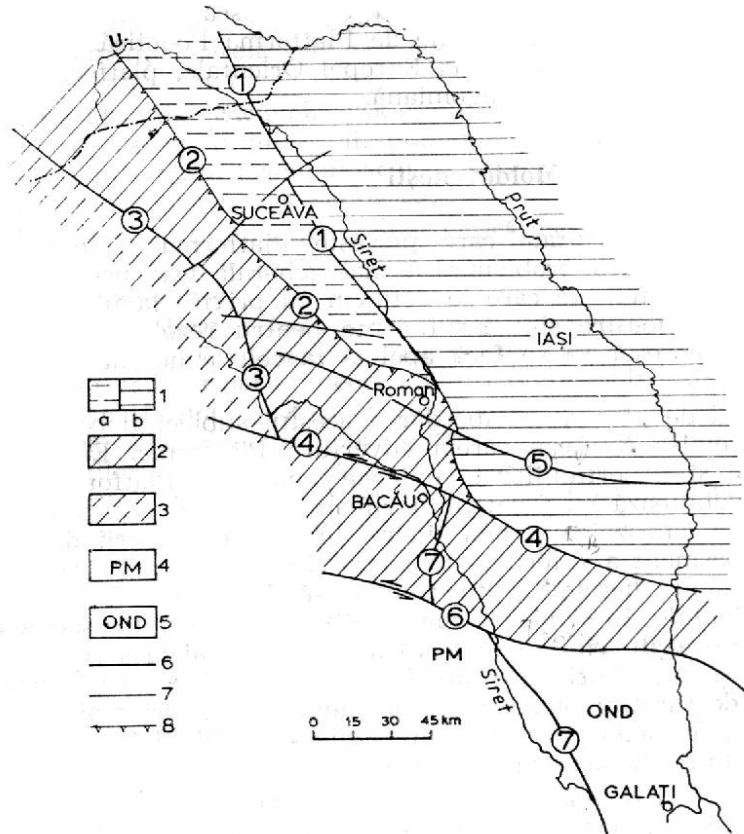 U.
1
2
SUCEAVA
3
1
Siret
Prut
2
IAȘI
3
Roman
1
a b
4
5
2
BACĂU
3
4
7
PM 4
6
OND 5
PM
6
7
Siret
OND
8
0 15 30 45 km
7
GALAȚI